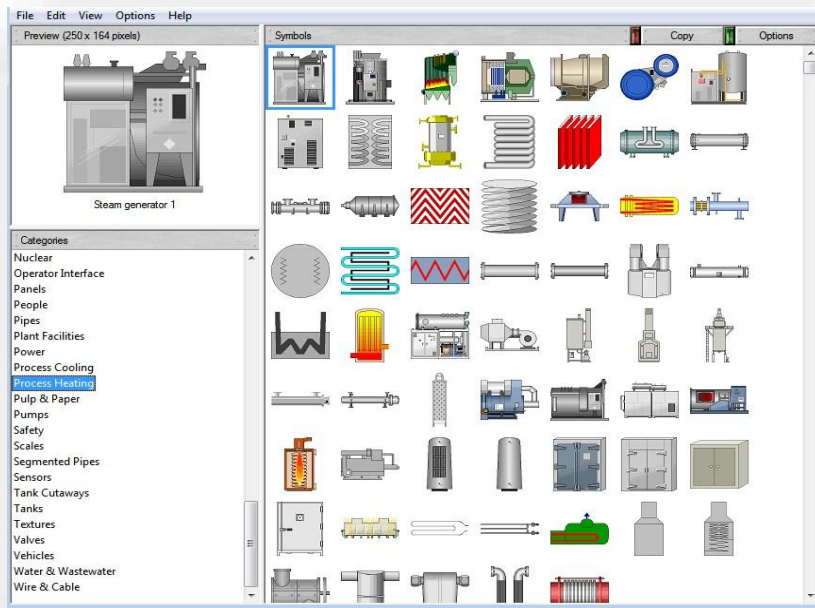 File Edit View Options Help
Preview (250 x 164 pixels)
Steam generator 1
Categories
Nuclear
Operator Interface
Panels
People
Pipes
Plant Facilities
Power
Process Cooling
Process Heating
Pulp & Paper
Pumps
Safety
Scales
Segmented Pipes
Sensors
Tank Cutaways
Tanks
Textures
Valves
Vehicles
Water & Wastewater
Wire & Cable
Symbols
Copy
Options